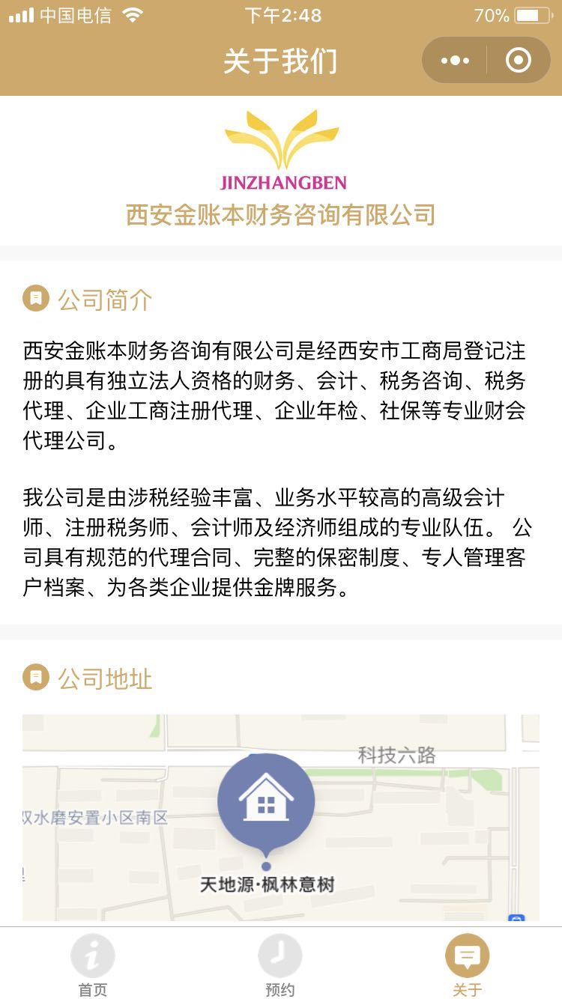 中国电信 下午2:48 70%
关于我们
JINZHANGBEN
西安金账本财务咨询有限公司
公司简介
西安金账本财务咨询有限公司是经西安市工商局登记注
册的具有独立法人资格的财务、会计、税务咨询、税务
代理、企业工商注册代理、企业年检、社保等专业财会
代理公司。
我公司是由涉税经验丰富、业务水平较高的高级会计
师、注册税务师、会计师及经济师组成的专业队伍。 公
司具有规范的代理合同、完整的保密制度、专人管理客
户档案、为各类企业提供金牌服务。
公司地址
科技六路
双水磨安置小区南区
天地源·枫林意树
首页 预约 关于